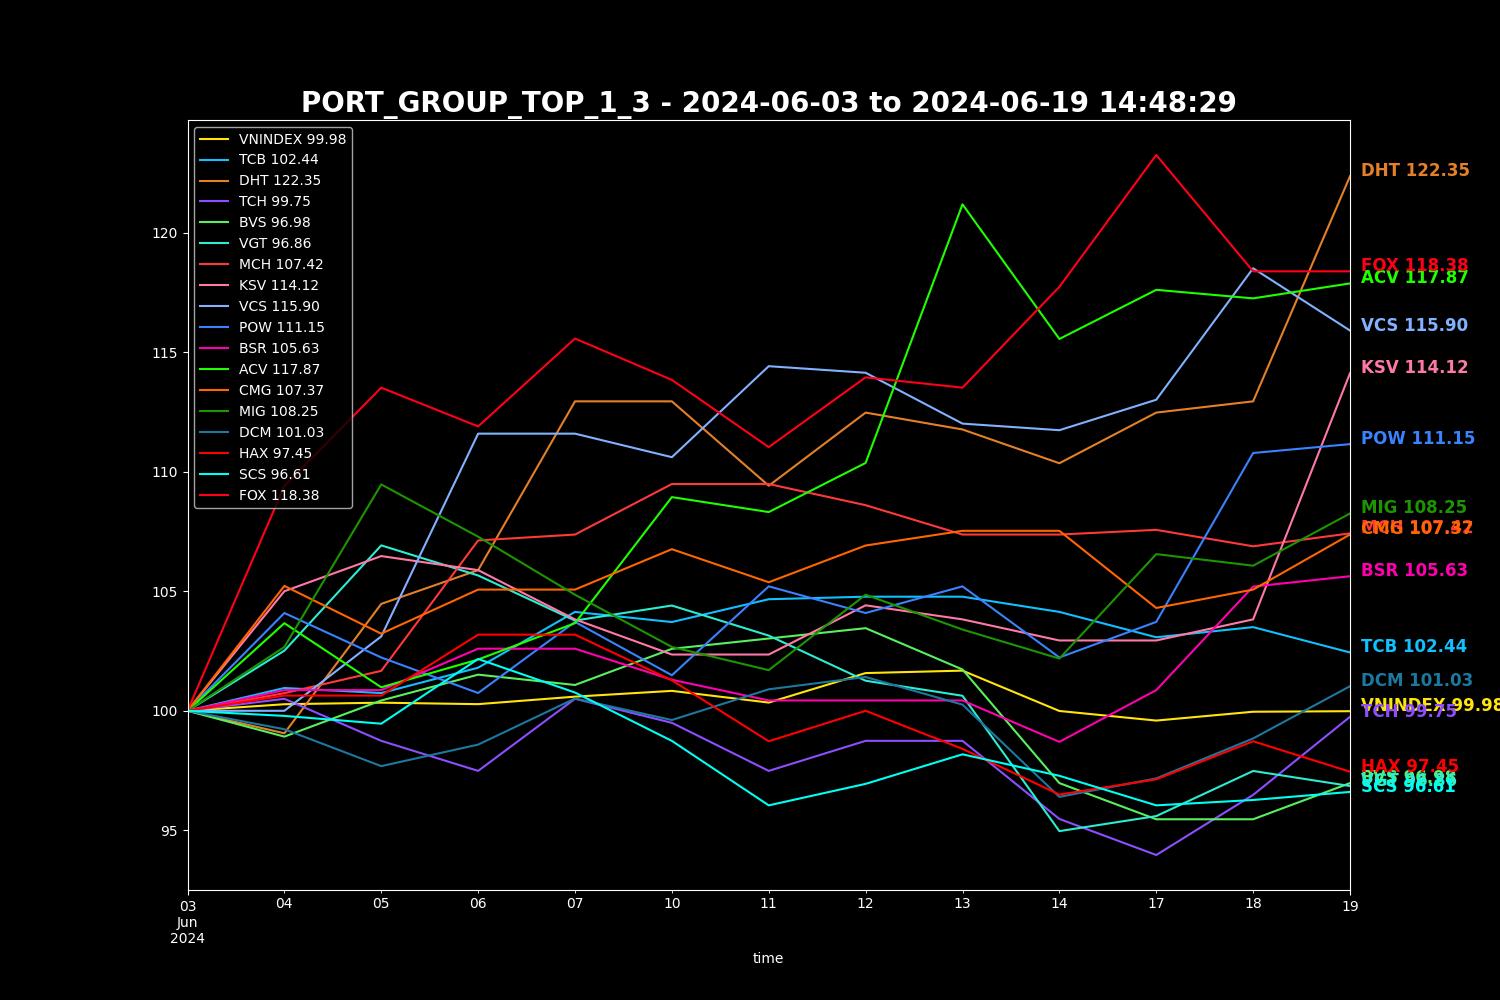 PORT_GROUP_TOP_1_3 - 2024-06-03 to 2024-06-19 14:48:29
VNINDEX 99.98
TCB 102.44
DHT 122.35
TCH 99.75
BVS 96.98
VGT 96.86
MCH 107.42
KSV 114.12
VCS 115.90
POW 111.15
BSR 105.63
ACV 117.87
CMG 107.37
MIG 108.25
DCM 101.03
HAX 97.45
SCS 96.61
FOX 118.38
120
115
110
105
100
95
DHT 122.35
FOX 118.38
ACV 117.87
VCS 115.90
KSV 114.12
POW 111.15
MIG 108.25
CMG 107.37
BSR 105.63
TCB 102.44
DCM 101.03
VNINDEX 99.98
TCH 99.75
HAX 97.45
SCS 96.61
03 04 05 06 07 10 11 12 13 14 17 18 19
Jun
2024
time